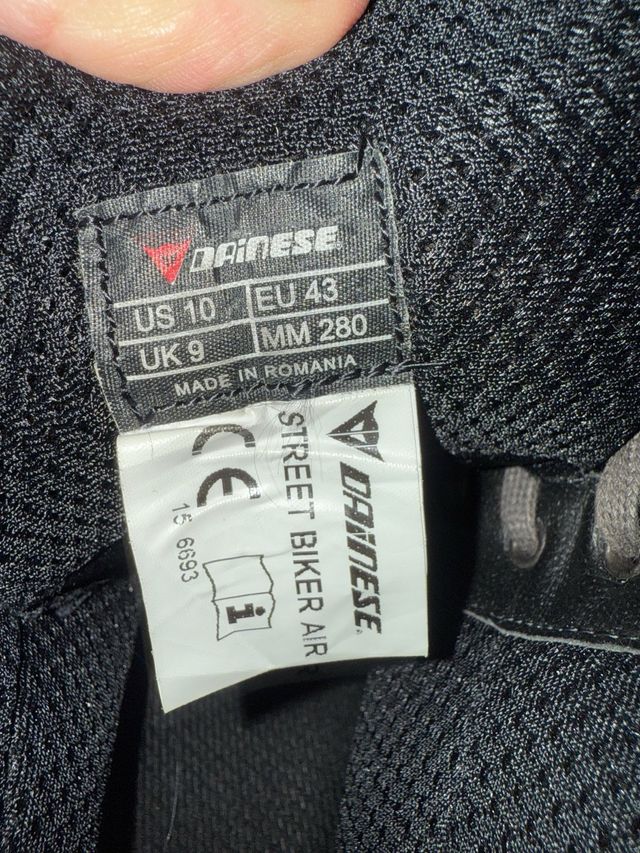 DAiNESE
US 10 EU 43
UK 9 MM 280
MADE IN ROMANIA
DAiNESE
STREET BIKER AIR
CE
15 6693
i